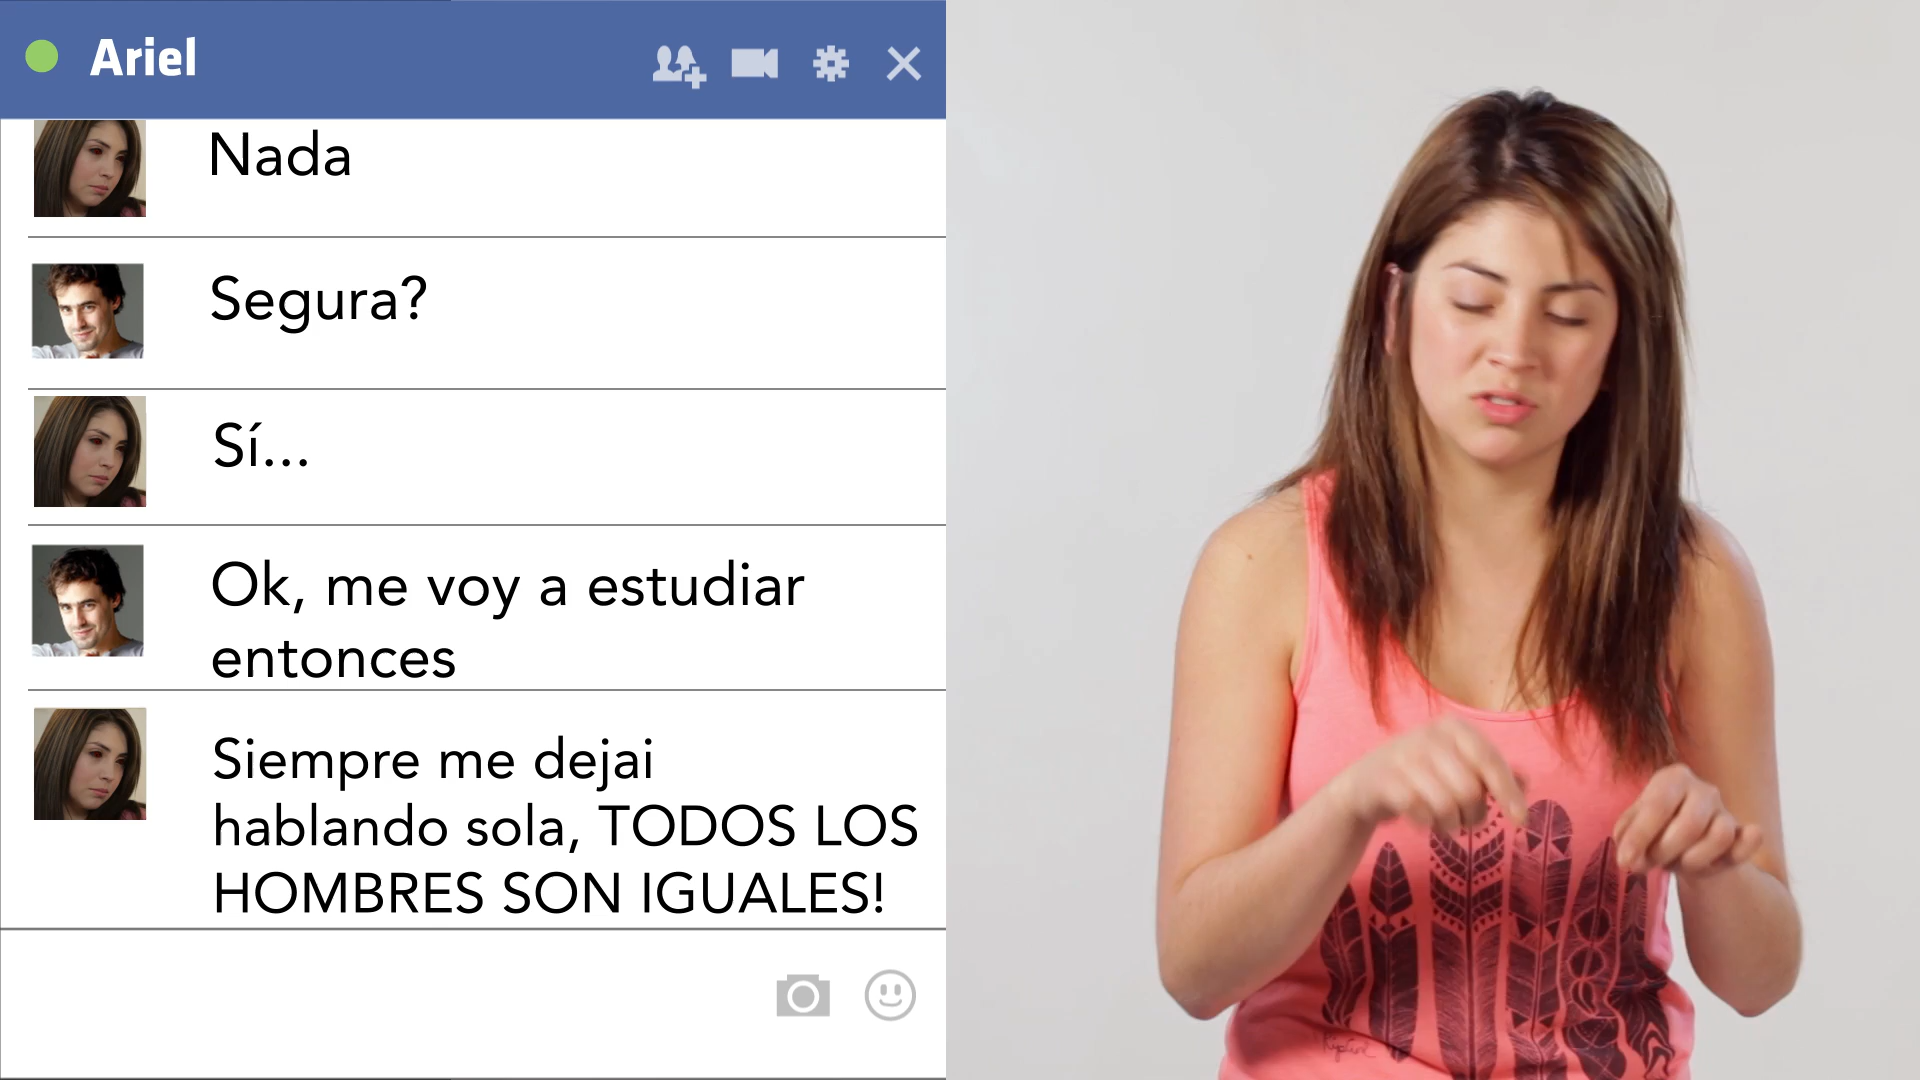 Ariel
Nada
Segura?
Sí...
Ok, me voy a estudiar
entonces
Siempre me dejai
hablando sola, TODOS LOS
HOMBRES SON IGUALES!